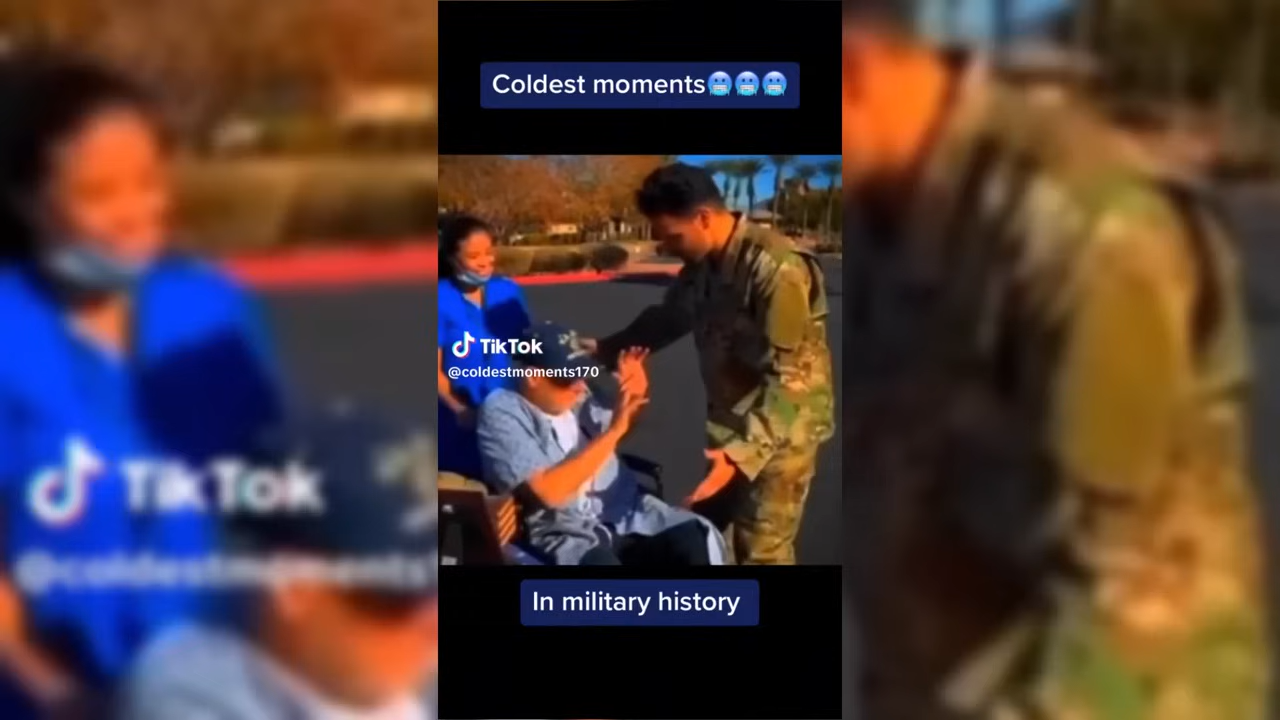 Coldest moments🥶🥶🥶
TikTok
@coldestmoments170
In military history